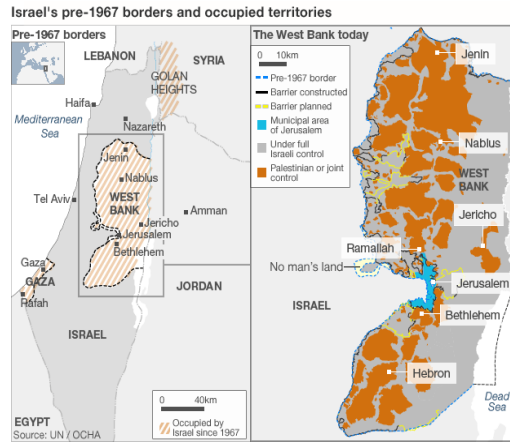 Israel's pre-1967 borders and occupied territories
Pre-1967 borders
LEBANON
SYRIA
GOLAN
HEIGHTS
Haifa
Mediterranean
Sea
Nazareth
Jenin
Nablus
Tel Aviv
WEST
BANK
Amman
Jericho
Jerusalem
Bethlehem
Gaza
GAZA
Rafah
JORDAN
ISRAEL
EGYPT
Source: UN / OCHA
0 40km
Occupied by
Israel since 1967
The West Bank today
0 10km
Pre-1967 border
Barrier constructed
Barrier planned
Municipal area
of Jerusalem
Under full
Israeli control
Palestinian or joint
control
Jenin
Nablus
WEST
BANK
Jericho
Ramallah
No man's land
Jerusalem
ISRAEL
Bethlehem
Hebron
Dead
Sea